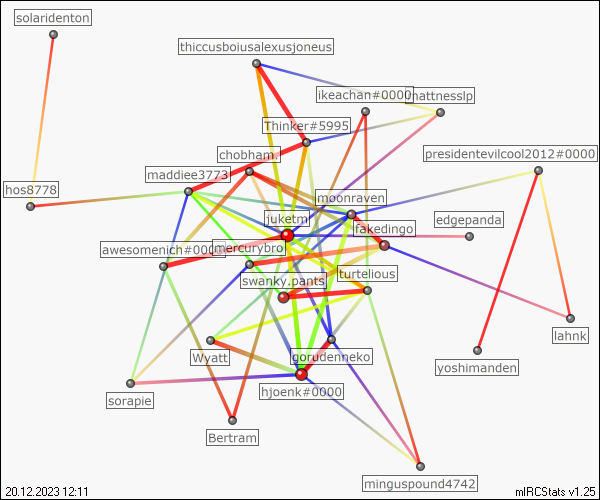 solaridenton
thiccusboiusalexusjoneus
ikeachan#0000
mattnesslp
Thinker#5995
chobham.
presidentevilcool2012#0000
maddiee3773
hos8778
moonraven
juketm
edgepanda
fakedingo
awesomenich#0000
mercurybro
turtelious
swanky.pants
lahnk
Wyatt
gorudenneko
yoshimanden
hjoenk#0000
sorapie
Bertram
minguspound4742
20.12.2023 12:11
mIRCStats v1.25